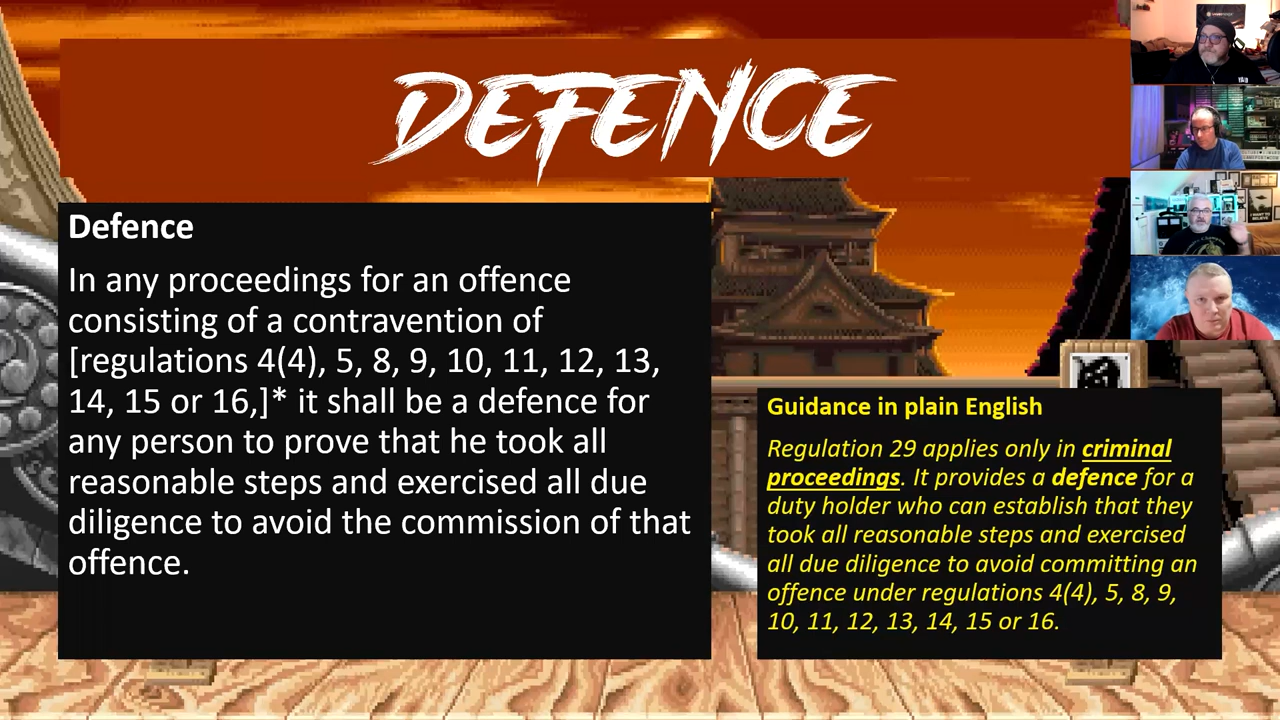 DEFENCE
Defence
In any proceedings for an offence
consisting of a contravention of
[regulations 4(4), 5, 8, 9, 10, 11, 12, 13,
14, 15 or 16,]* it shall be a defence for
any person to prove that he took all
reasonable steps and exercised all due
diligence to avoid the commission of that
offence.
Guidance in plain English
Regulation 29 applies only in criminal
proceedings. It provides a defence for a
duty holder who can establish that they
took all reasonable steps and exercised
all due diligence to avoid committing an
offence under regulations 4(4), 5, 8, 9,
10, 11, 12, 13, 14, 15 or 16.